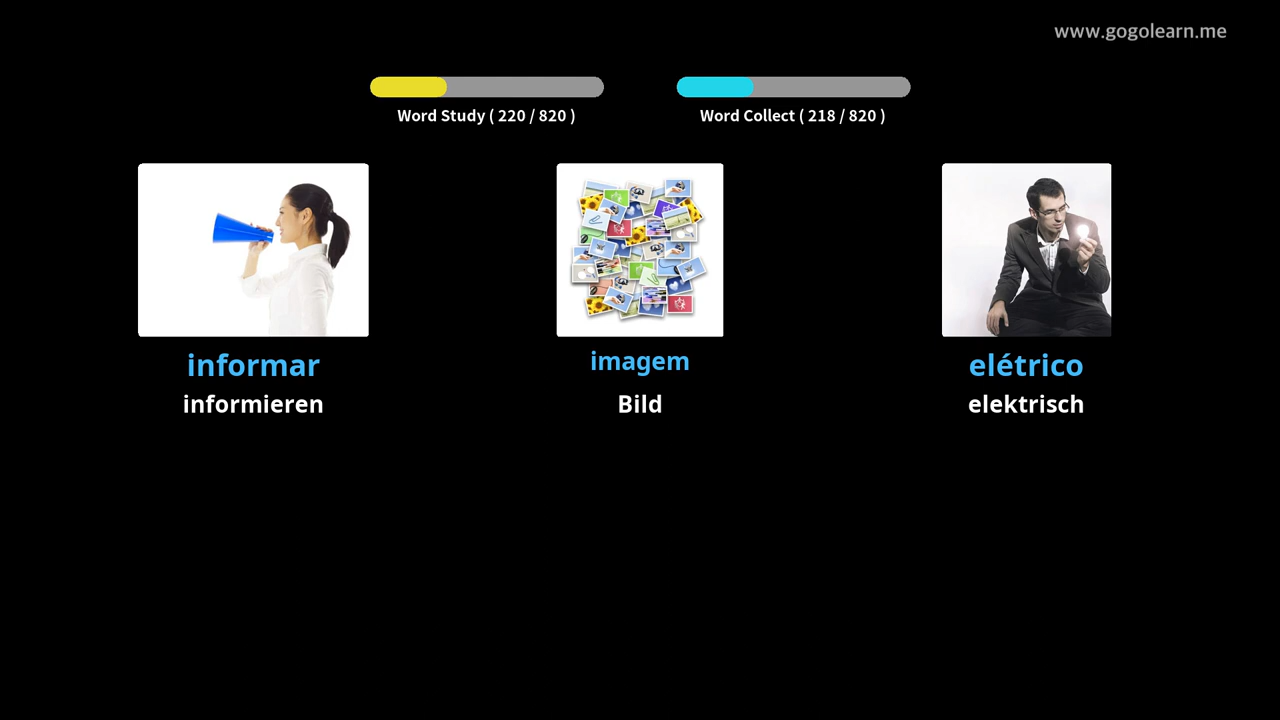 www.gogolearn.me
Word Study ( 220 / 820 )
Word Collect ( 218 / 820 )
informar
informieren
imagem
Bild
elétrico
elektrisch